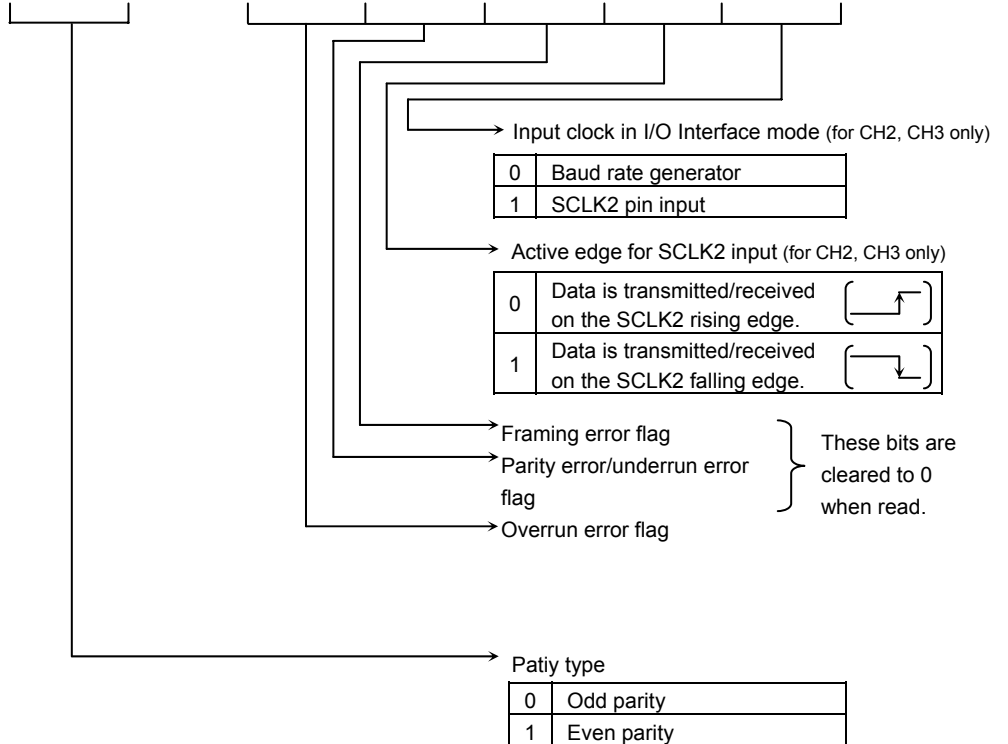 Input clock in I/O Interface mode (for CH2, CH3 only)
0 Baud rate generator
1 SCLK2 pin input
Active edge for SCLK2 input (for CH2, CH3 only)
0 Data is transmitted/received
on the SCLK2 rising edge.
1 Data is transmitted/received
on the SCLK2 falling edge.
Framing error flag
Parity error/underrun error
flag
Overrun error flag
These bits are
cleared to 0
when read.
Patiy type
0 Odd parity
1 Even parity